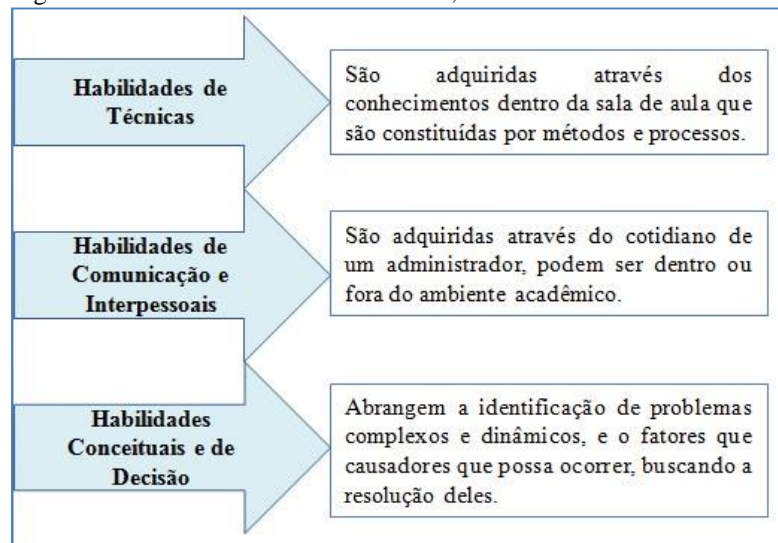 Habilidades de
Técnicas
São adquiridas através dos
conhecimentos dentro da sala de aula que
são constituídas por métodos e processos.
Habilidades de
Comunicação e
Interpessoais
São adquiridas através do cotidiano de
um administrador, podem ser dentro ou
fora do ambiente acadêmico.
Habilidades
Conceituais e de
Decisão
Abrangem a identificação de problemas
complexos e dinâmicos, e o fatores que
causadores que possa ocorrer, buscando a
resolução deles.